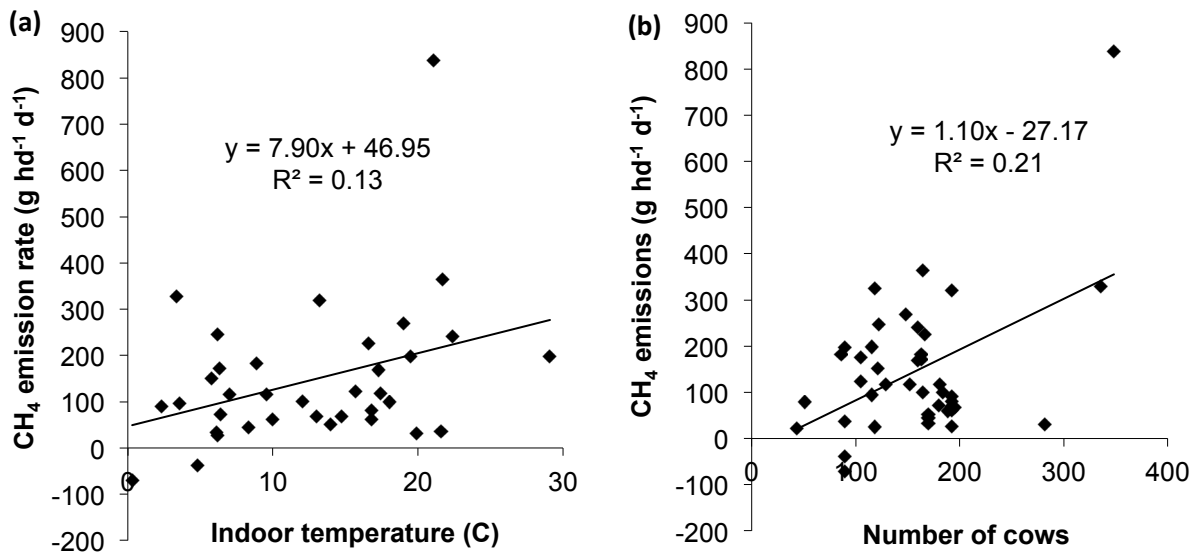 (a)
CH₄ emission rate (g hd⁻¹ d⁻¹)
900
800
700
600
500
400
300
200
100
0
-100
-200
y = 7.90x + 46.95
R² = 0.13
0 10 20 30
Indoor temperature (C)
(b)
CH₄ emissions (g hd⁻¹ d⁻¹)
900
800
700
600
500
400
300
200
100
0
-100
-200
y = 1.10x - 27.17
R² = 0.21
0 100 200 300 400
Number of cows